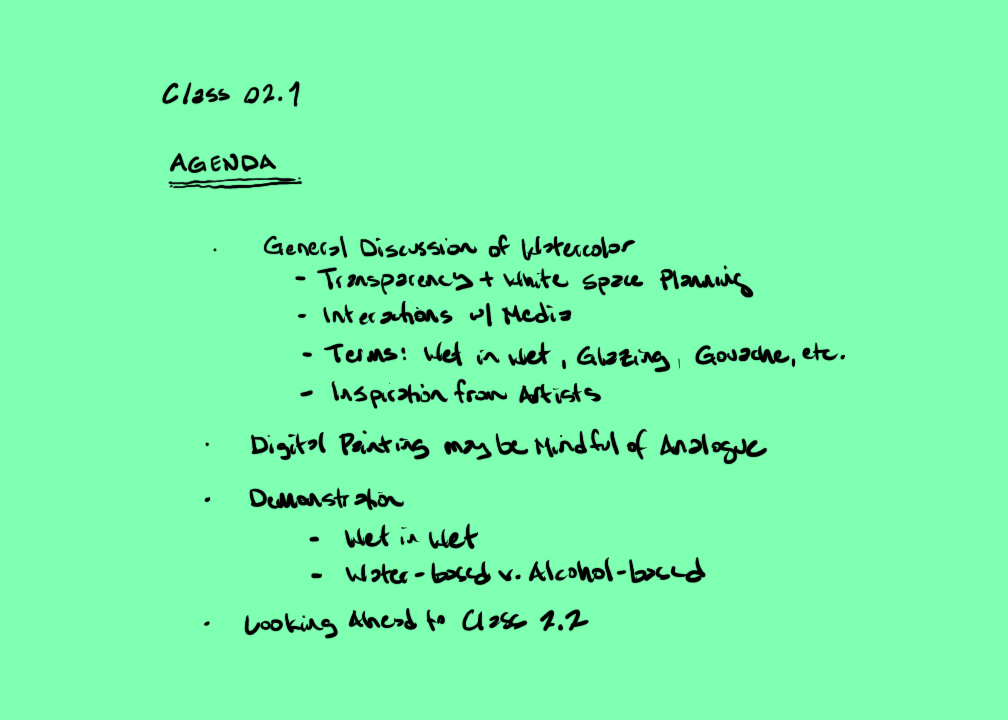 Class 02.1
AGENDA
· General Discussion of Watercolor
- Transparency + White space Planning
- Interactions w/ Media
- Terms: Wet in Wet, Glazing, Gouache, etc.
- Inspiration from Artists
· Digital Painting may be Mindful of Analogue
· Demonstration
- Wet in Wet
- Water-based v. Alcohol-based
· Looking Ahead to Class 2.2